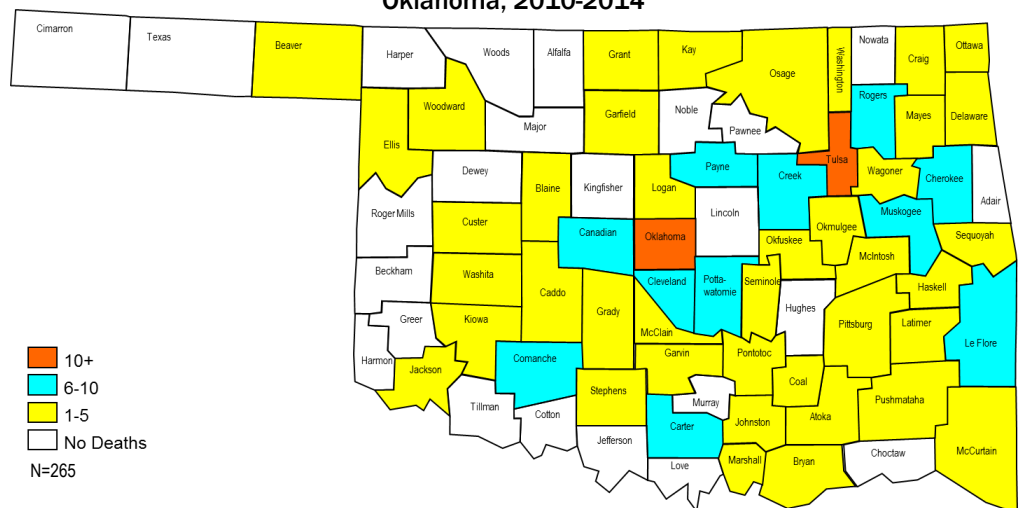 Oklahoma, 2010-2014
Cimarron
Texas
Beaver
Harper
Woods
Alfalfa
Grant
Kay
Osage
Washington
Nowata
Craig
Ottawa
Woodward
Major
Garfield
Noble
Pawnee
Rogers
Mayes
Delaware
Ellis
Dewey
Blaine
Kingfisher
Logan
Payne
Creek
Tulsa
Wagoner
Cherokee
Adair
Roger Mills
Custer
Canadian
Oklahoma
Lincoln
Okfuskee
Okmulgee
Muskogee
Sequoyah
Beckham
Washita
Caddo
Grady
Cleveland
Potta-
watomie
Seminole
Hughes
McIntosh
Haskell
Greer
Kiowa
McClain
Pittsburg
Latimer
Le Flore
Harmon
Jackson
Comanche
Garvin
Pontotoc
Coal
Pushmataha
Tillman
Cotton
Stephens
Murray
Carter
Johnston
Atoka
Jefferson
Love
Marshall
Bryan
Choctaw
McCurtain
10+
6-10
1-5
No Deaths
N=265